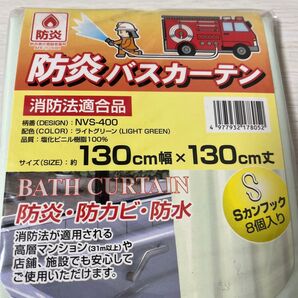 防炎
防炎バスカーテン
消防法適合品
柄番(DESIGN): NVS-400
配色(COLOR): ライトグリーン(LIGHT GREEN)
品質: 塩化ビニル樹脂100%
サイズ(SIZE): 約130cm幅×130cm丈
4 977932 178052
S
Sカンフック
8個入り
BATH CURTAIN
防炎・防カビ・防水
消防法が適用される
高層マンション(31m以上)や
店舗、施設でも安心して
ご使用いただけます。